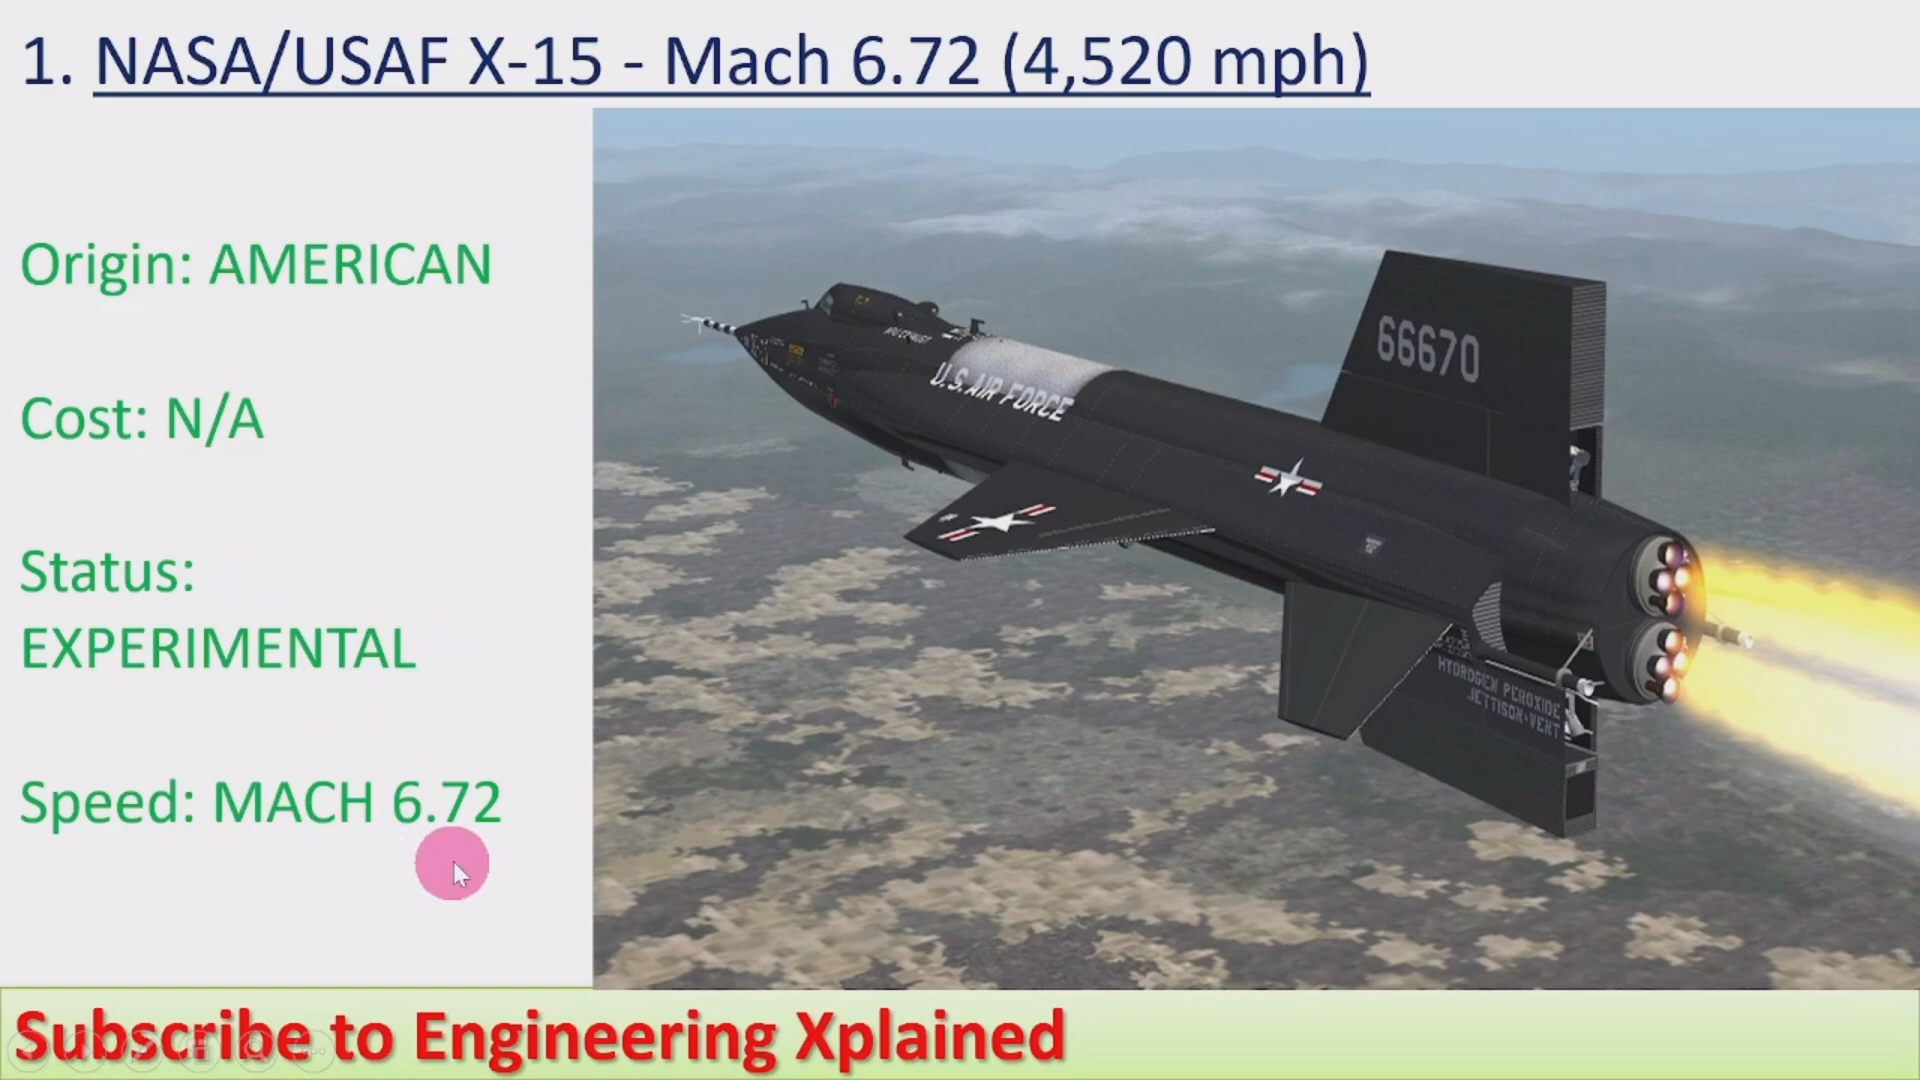 1. NASA/USAF X-15 - Mach 6.72 (4,520 mph)
Origin: AMERICAN
Cost: N/A
Status:
EXPERIMENTAL
Speed: MACH 6.72
66670
U.S. AIR FORCE
HYDROGEN PEROXIDE
JETTISON VENT
Subscribe to Engineering Xplained